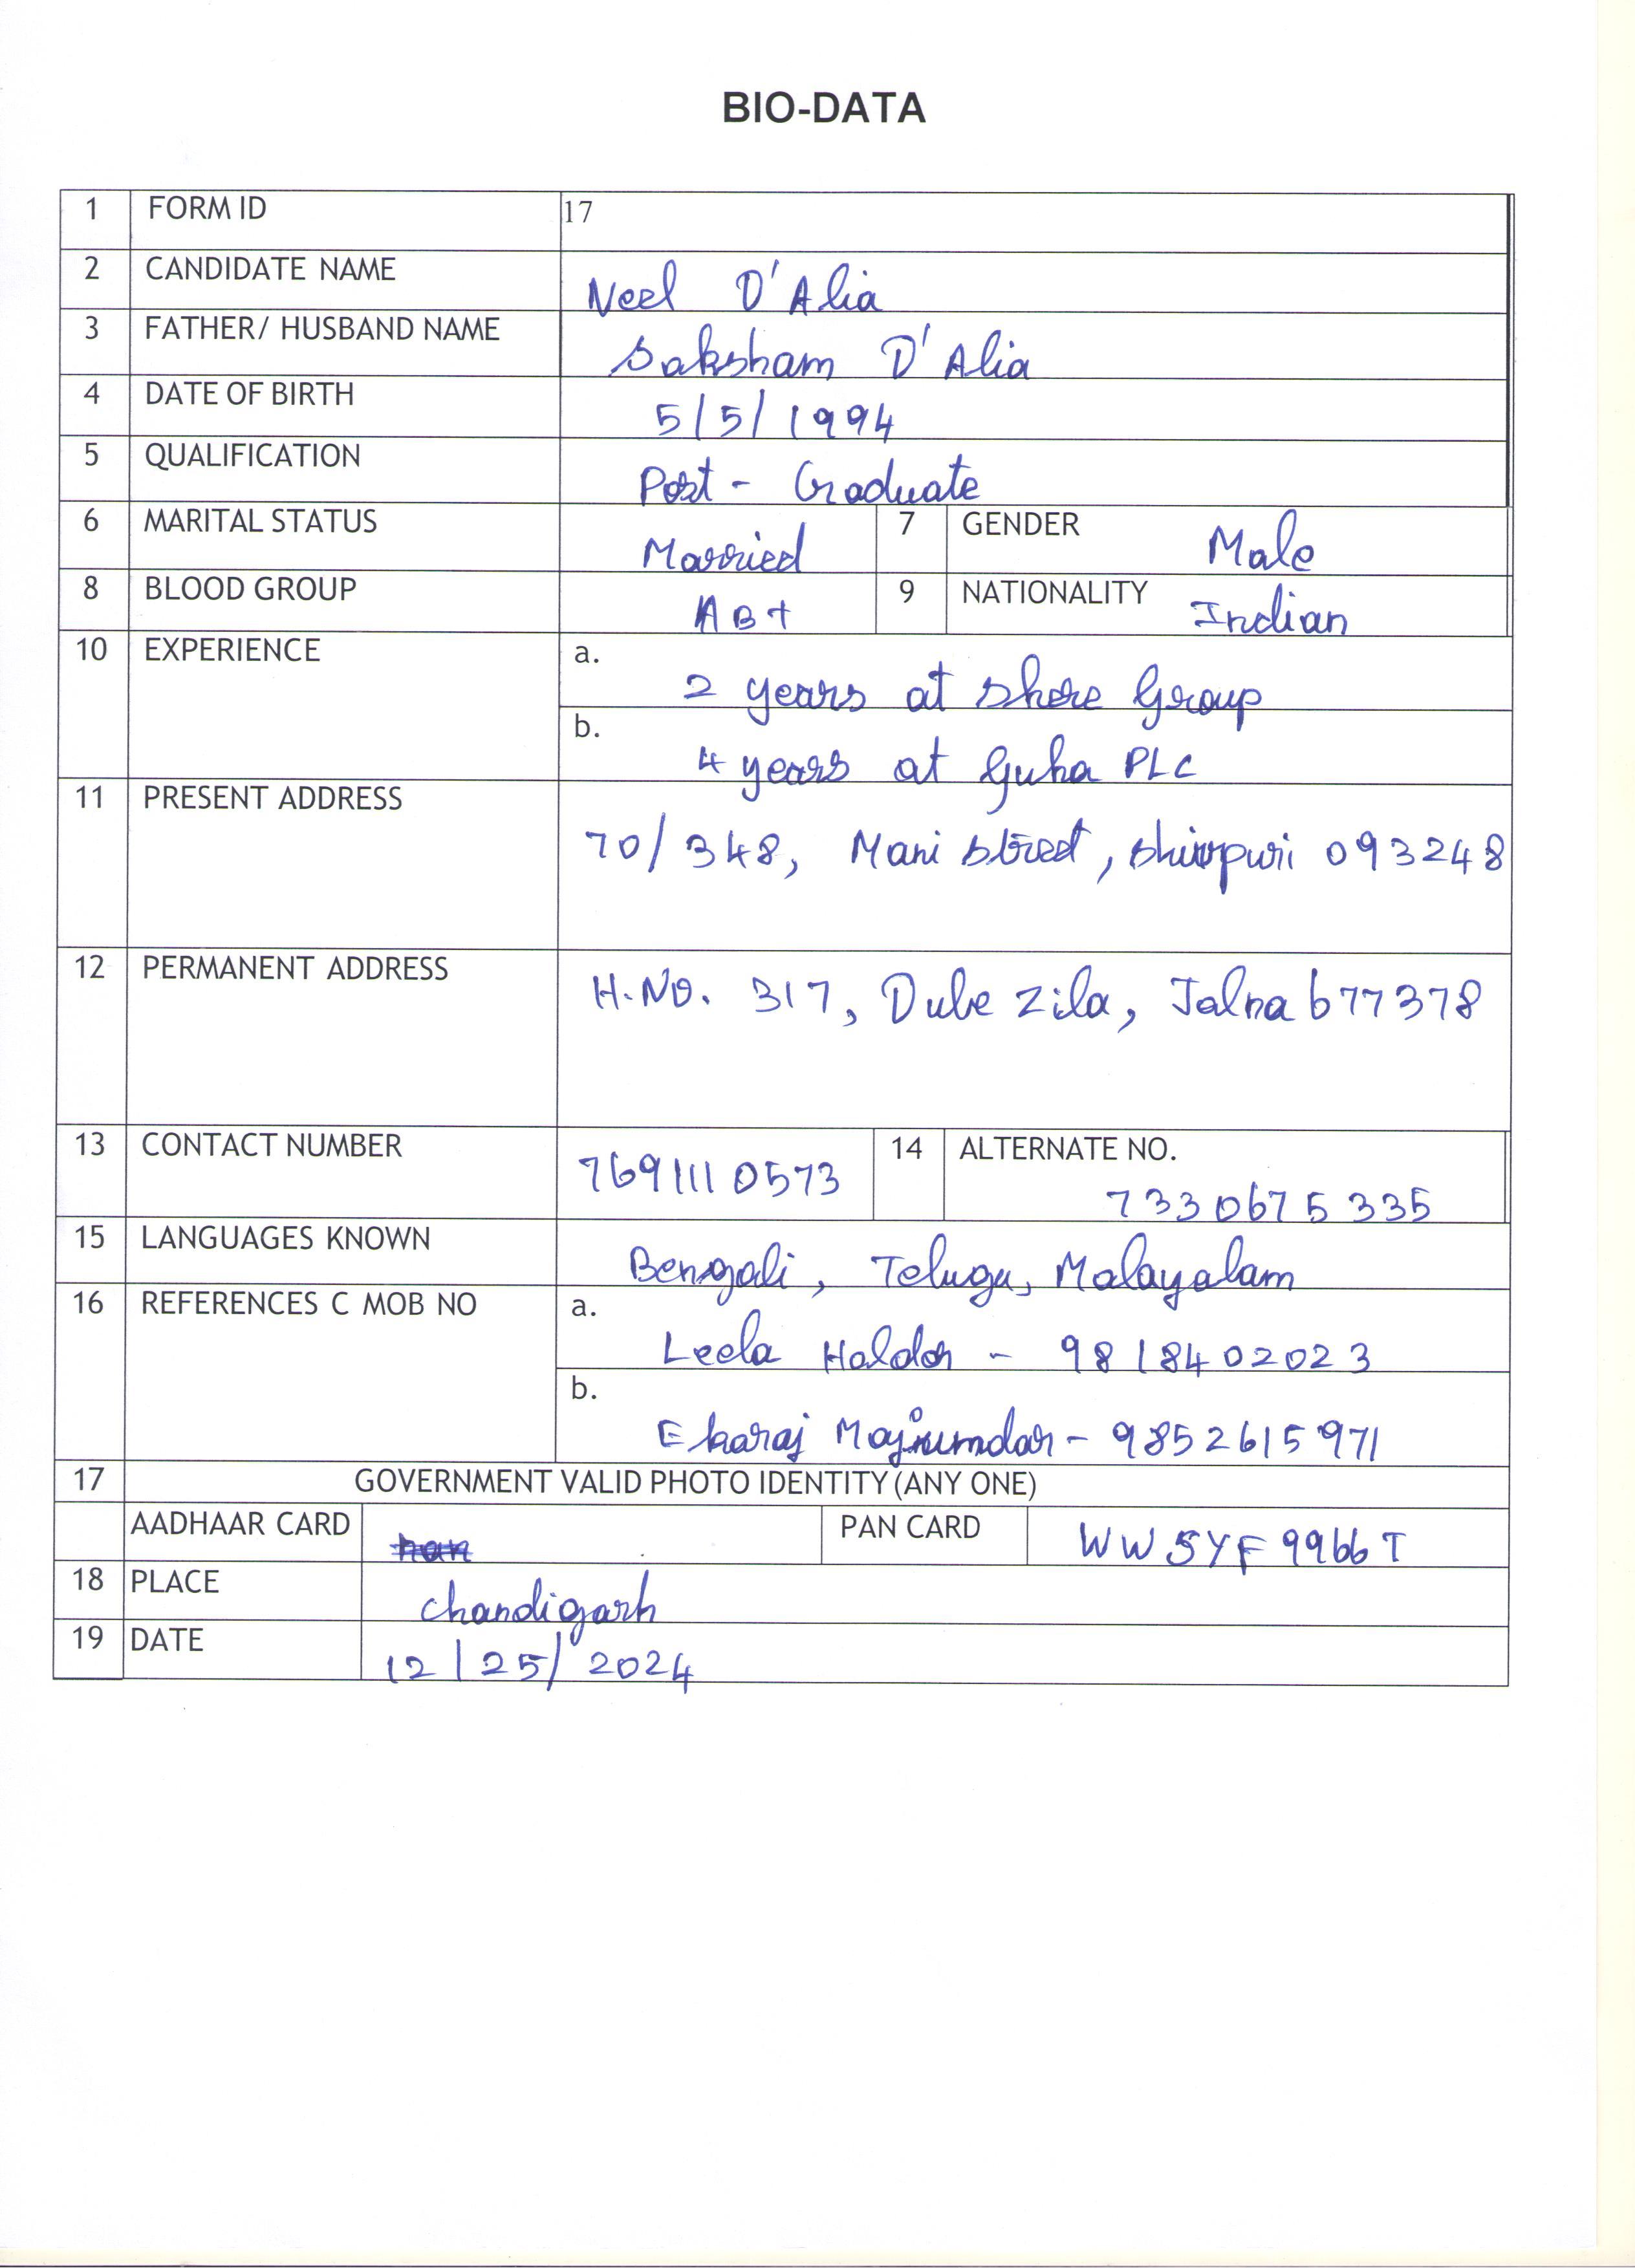 BIO-DATA
1 FORM ID 17
2 CANDIDATE NAME Neel D'Alia
3 FATHER/ HUSBAND NAME Saksham D'Alia
4 DATE OF BIRTH 5/5/1994
5 QUALIFICATION Post - Graduate
6 MARITAL STATUS Married 7 GENDER Male
8 BLOOD GROUP AB+ 9 NATIONALITY Indian
10 EXPERIENCE a. 2 years at Shere Group
b. 4 years at Guha PLC
11 PRESENT ADDRESS 70/348, Mani Street, Shivpuri 093248
12 PERMANENT ADDRESS H.NO. 317, Dube Zila, Jalna 677378
13 CONTACT NUMBER 7691110573 14 ALTERNATE NO. 7330675335
15 LANGUAGES KNOWN Bengali, Telugu, Malayalam
16 REFERENCES C MOB NO a. Leela Haldar - 9818402023
b. Ekaraj Majumdar - 9852615971
17 GOVERNMENT VALID PHOTO IDENTITY (ANY ONE)
AADHAAR CARD PAN CARD WWSYF9966T
18 PLACE Chandigarh
19 DATE 12/25/2024